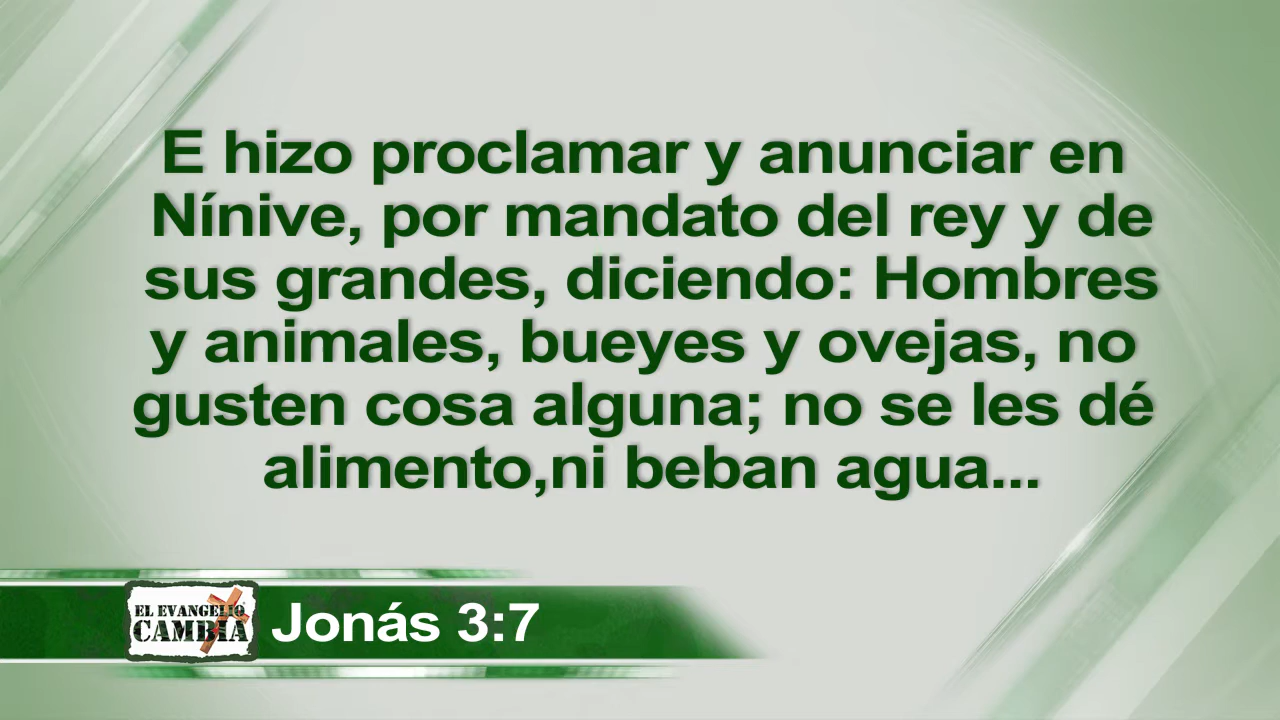 E hizo proclamar y anunciar en
Nínive, por mandato del rey y de
sus grandes, diciendo: Hombres
y animales, bueyes y ovejas, no
gusten cosa alguna; no se les dé
alimento,ni beban agua...
EL EVANGELIO
CAMBIA
Jonás 3:7